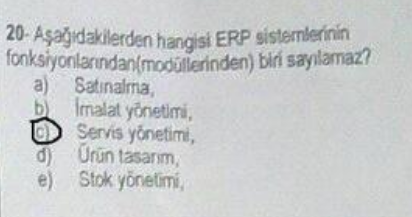 20- Aşağıdakilerden hangisi ERP sistemlerinin
fonksiyonlarından(modüllerinden) biri sayılamaz?
a) Satınalma,
b) İmalat yönetimi,
c) Servis yönetimi,
d) Ürün tasarım,
e) Stok yönetimi,